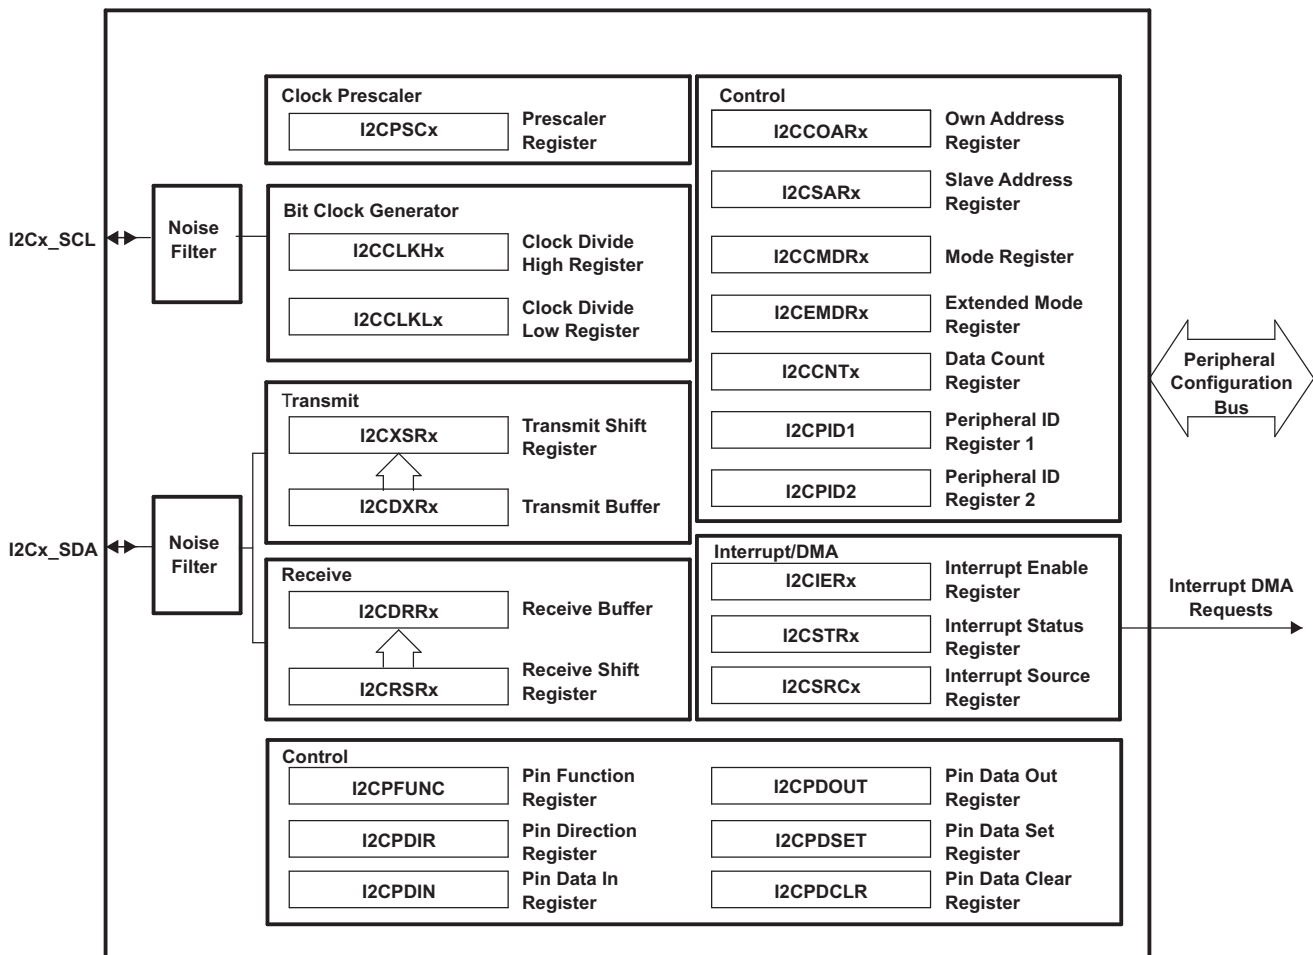 Clock Prescaler
I2CPSCx
Prescaler
Register
Control
I2CCOARx
Own Address
Register
I2CSARx
Slave Address
Register
I2CCMDRx
Mode Register
I2CEMDRx
Extended Mode
Register
I2CCNTx
Data Count
Register
I2CPID1
Peripheral ID
Register 1
I2CPID2
Peripheral ID
Register 2
I2Cx_SCL
Noise
Filter
Bit Clock Generator
I2CCLKHx
Clock Divide
High Register
I2CCLKLx
Clock Divide
Low Register
Peripheral
Configuration
Bus
Transmit
I2CXSRx
Transmit Shift
Register
I2CDXRx
Transmit Buffer
I2Cx_SDA
Noise
Filter
Receive
I2CDRRx
Receive Buffer
I2CRSRx
Receive Shift
Register
Interrupt/DMA
I2CIERx
Interrupt Enable
Register
I2CSTRx
Interrupt Status
Register
I2CSRCx
Interrupt Source
Register
Interrupt DMA
Requests
Control
I2CPFUNC
Pin Function
Register
I2CPDIR
Pin Direction
Register
I2CPDIN
Pin Data In
Register
I2CPDOUT
Pin Data Out
Register
I2CPDSET
Pin Data Set
Register
I2CPDCLR
Pin Data Clear
Register